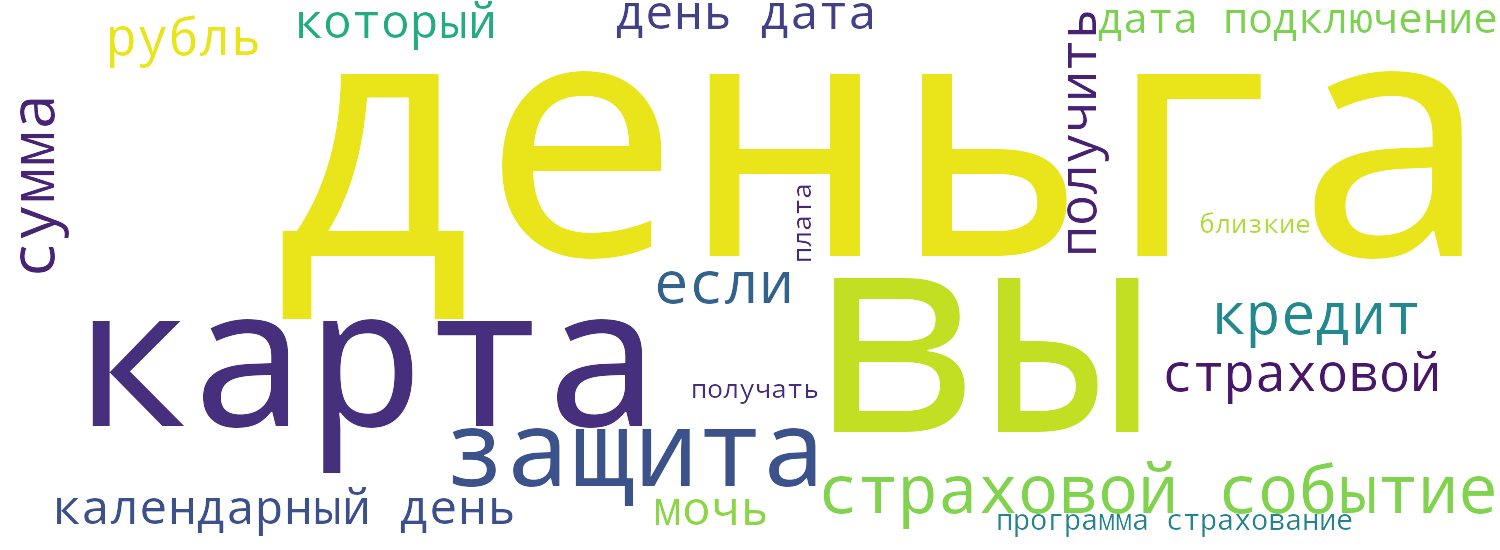 рубль
который
день дата
дата подключение
деньга
сумма
получить
плата
близкие
если
вы
карта
кредит
страховой
получать
защита
страховой событие
календарный день
мочь
программа страхование